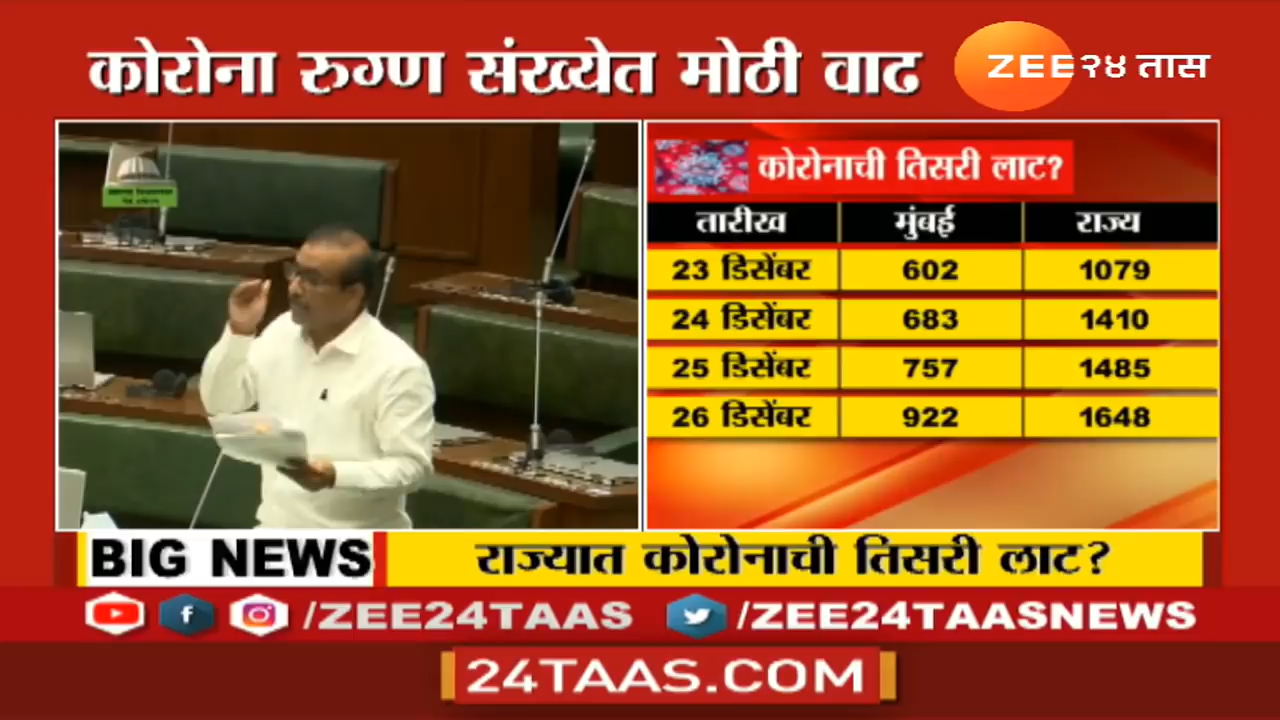 कोरोना रुग्ण संख्येत मोठी वाढ
ZEE २४ तास
कोरोनाची तिसरी लाट?
तारीख मुंबई राज्य
23 डिसेंबर 602 1079
24 डिसेंबर 683 1410
25 डिसेंबर 757 1485
26 डिसेंबर 922 1648
BIG NEWS राज्यात कोरोनाची तिसरी लाट?
/ZEE24TAAS /ZEE24TAASNEWS
24TAAS.COM